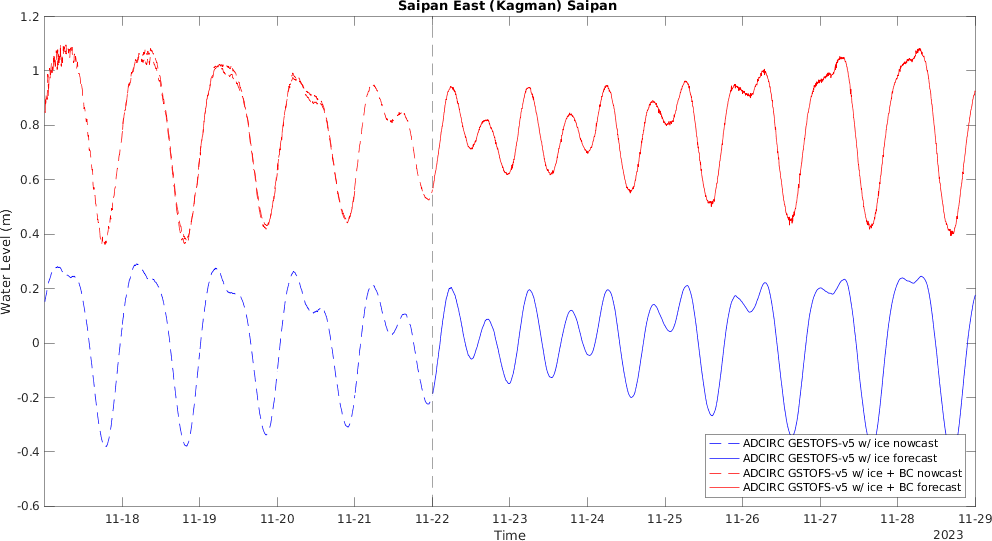 Saipan East (Kagman) Saipan
Water Level (m)
1.2
1
0.8
0.6
0.4
0.2
0
-0.2
-0.4
-0.6
ADCIRC GESTOFS-v5 w/ ice nowcast
ADCIRC GESTOFS-v5 w/ ice forecast
ADCIRC GSTOFS-v5 w/ ice + BC nowcast
ADCIRC GSTOFS-v5 w/ ice + BC forecast
11-18 11-19 11-20 11-21 11-22 11-23 11-24 11-25 11-26 11-27 11-28 11-29
Time
2023